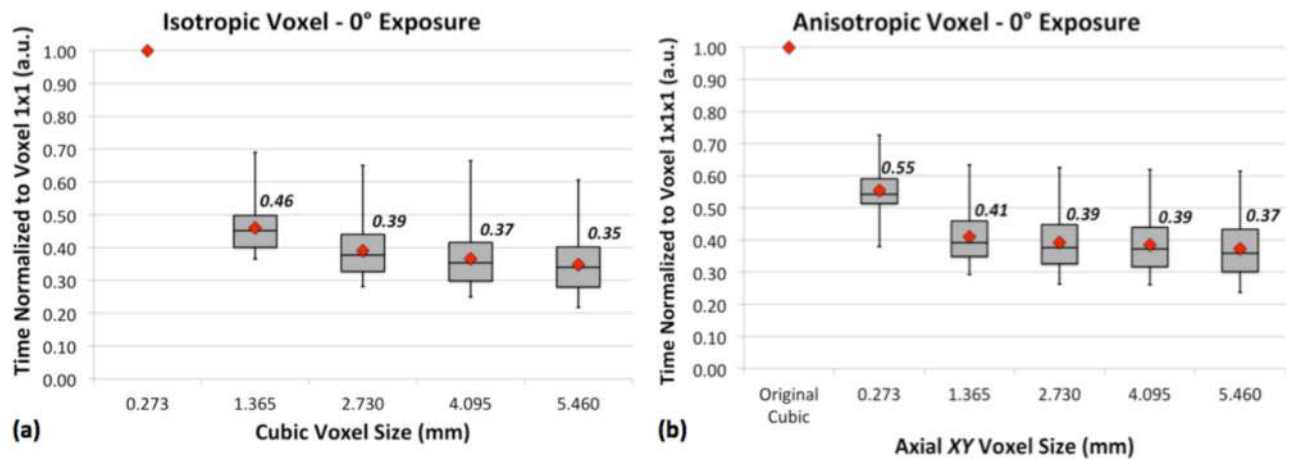 Isotropic Voxel - 0° Exposure
Time Normalized to Voxel 1x1x1 (a.u.)
1.00
0.90
0.80
0.70
0.60
0.50
0.40
0.30
0.20
0.10
0.00
0.46
0.39
0.37
0.35
0.273 1.365 2.730 4.095 5.460
Cubic Voxel Size (mm)
(a)
Anisotropic Voxel - 0° Exposure
Time Normalized to Voxel 1x1x1 (a.u.)
1.00
0.90
0.80
0.70
0.60
0.50
0.40
0.30
0.20
0.10
0.00
0.55
0.41
0.39
0.39
0.37
Original 0.273 1.365 2.730 4.095 5.460
Cubic
Axial XY Voxel Size (mm)
(b)